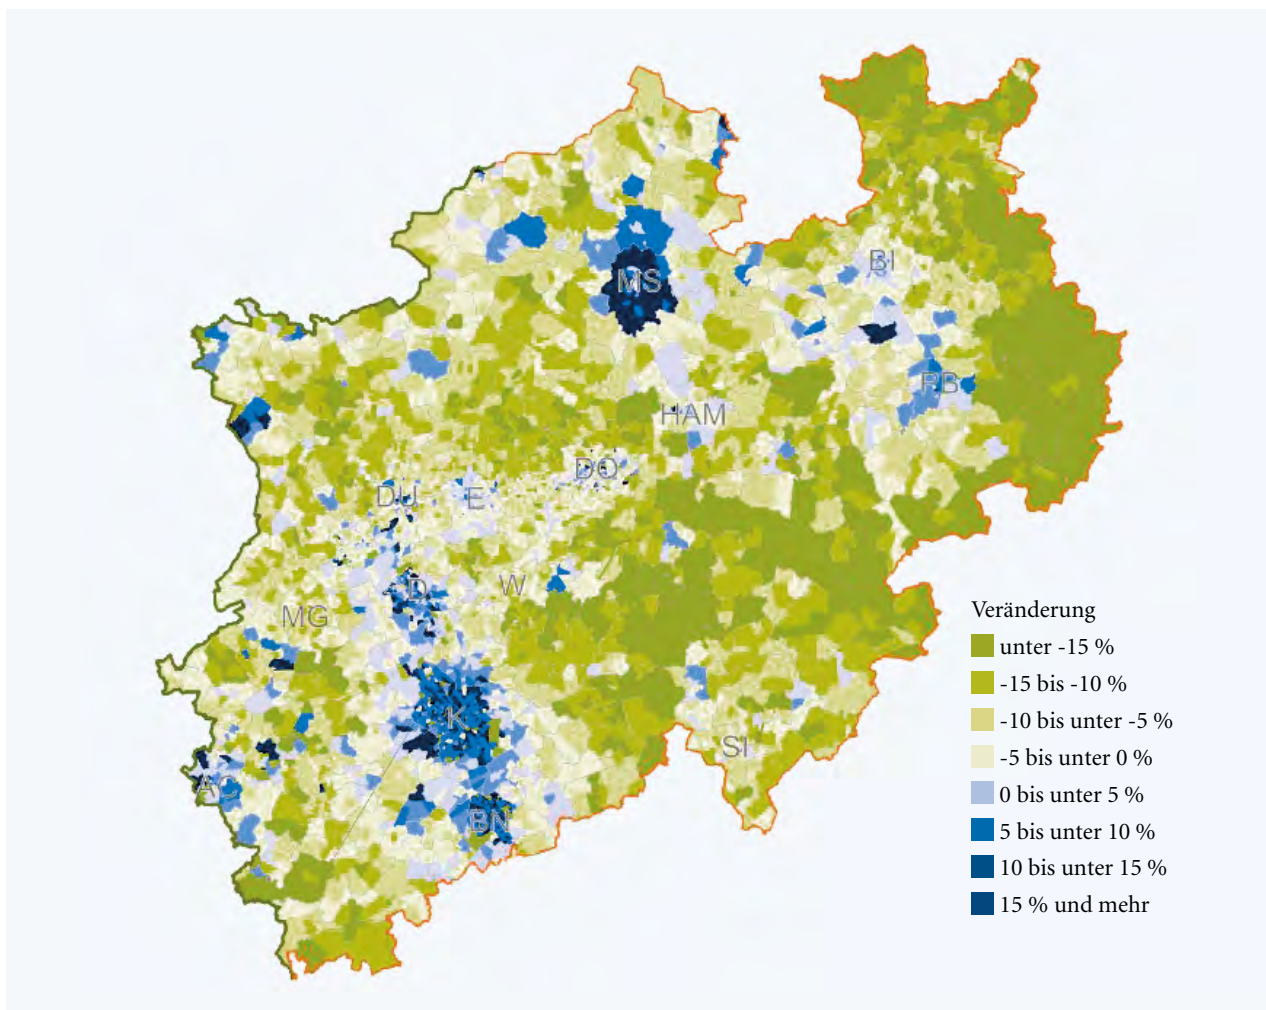 MS
BI
PB
HAM
DO
DU
E
D
W
MG
K
SI
AC
BN
Veränderung
unter -15 %
-15 bis -10 %
-10 bis unter -5 %
-5 bis unter 0 %
0 bis unter 5 %
5 bis unter 10 %
10 bis unter 15 %
15 % und mehr